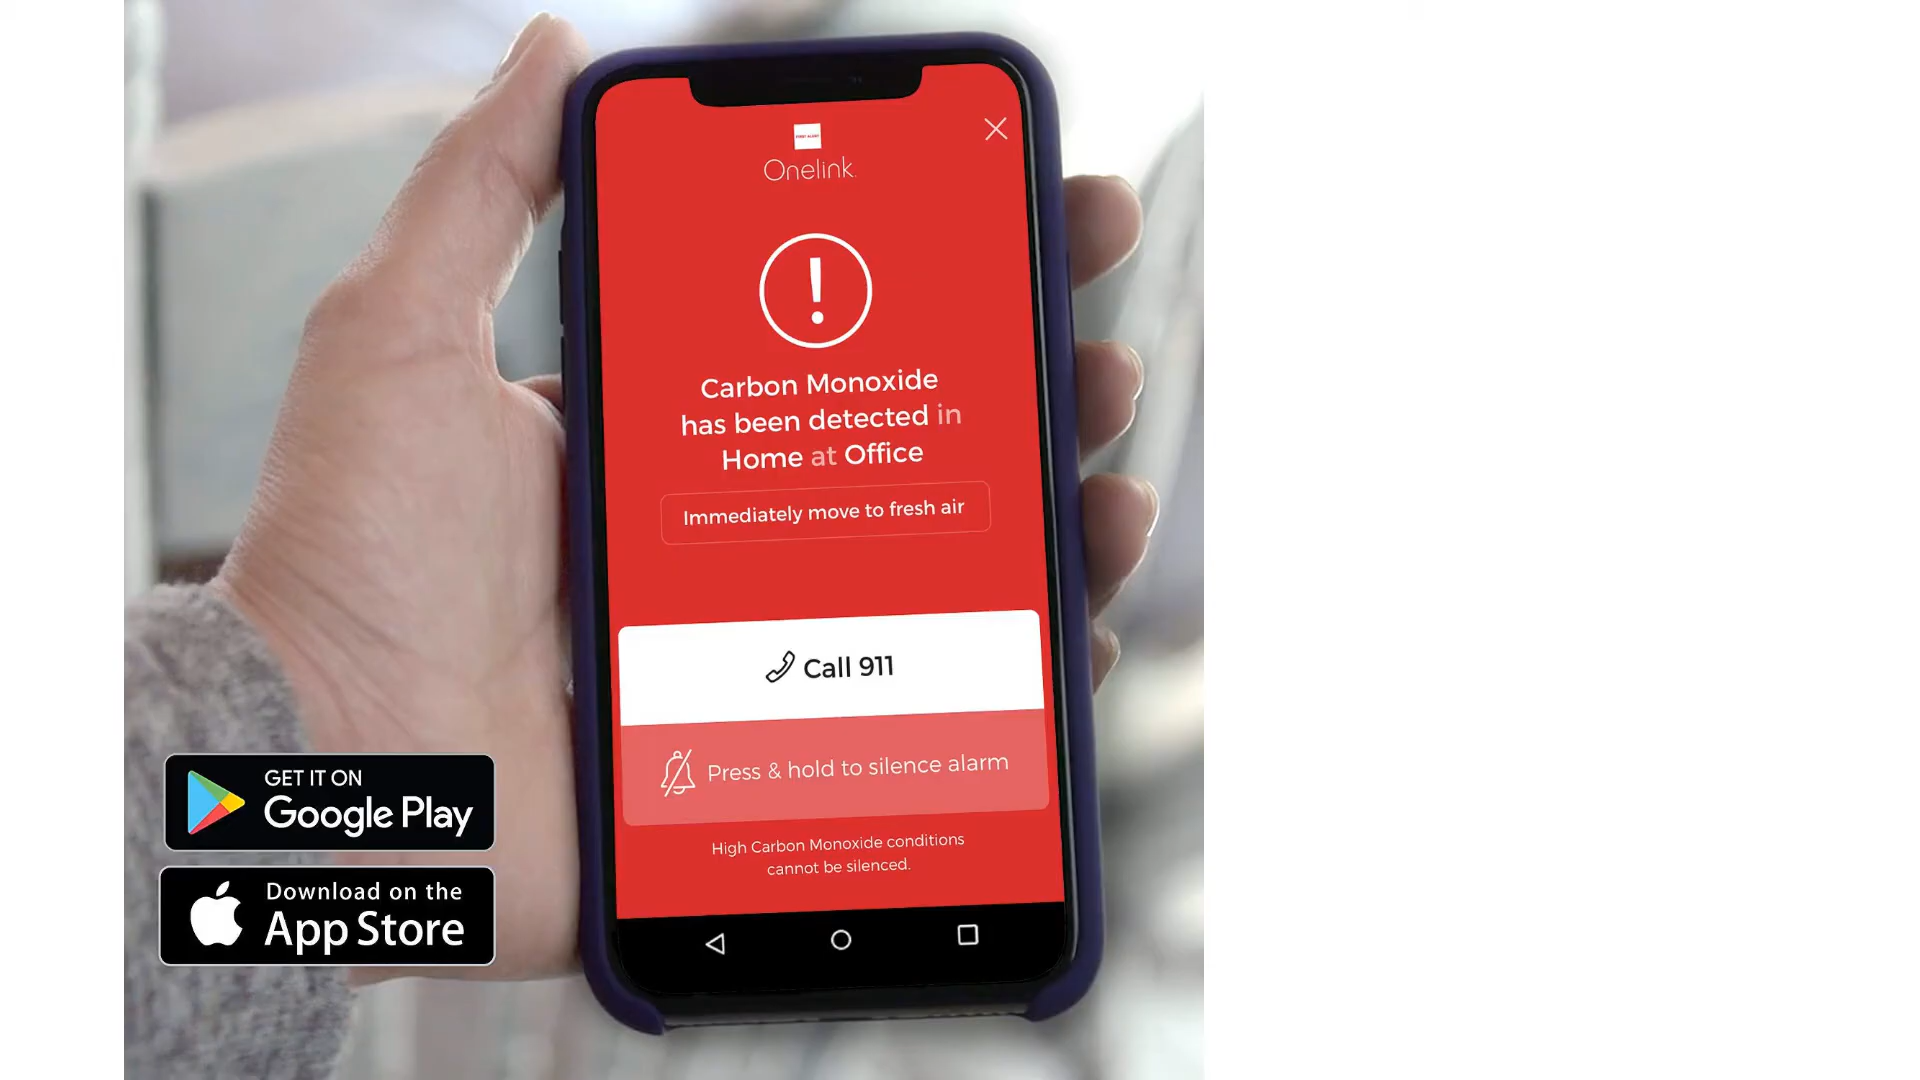 FIRST ALERT
Onelink.
!
Carbon Monoxide
has been detected in
Home at Office
Immediately move to fresh air
Call 911
Press & hold to silence alarm
High Carbon Monoxide conditions
cannot be silenced.
GET IT ON
Google Play
Download on the
App Store